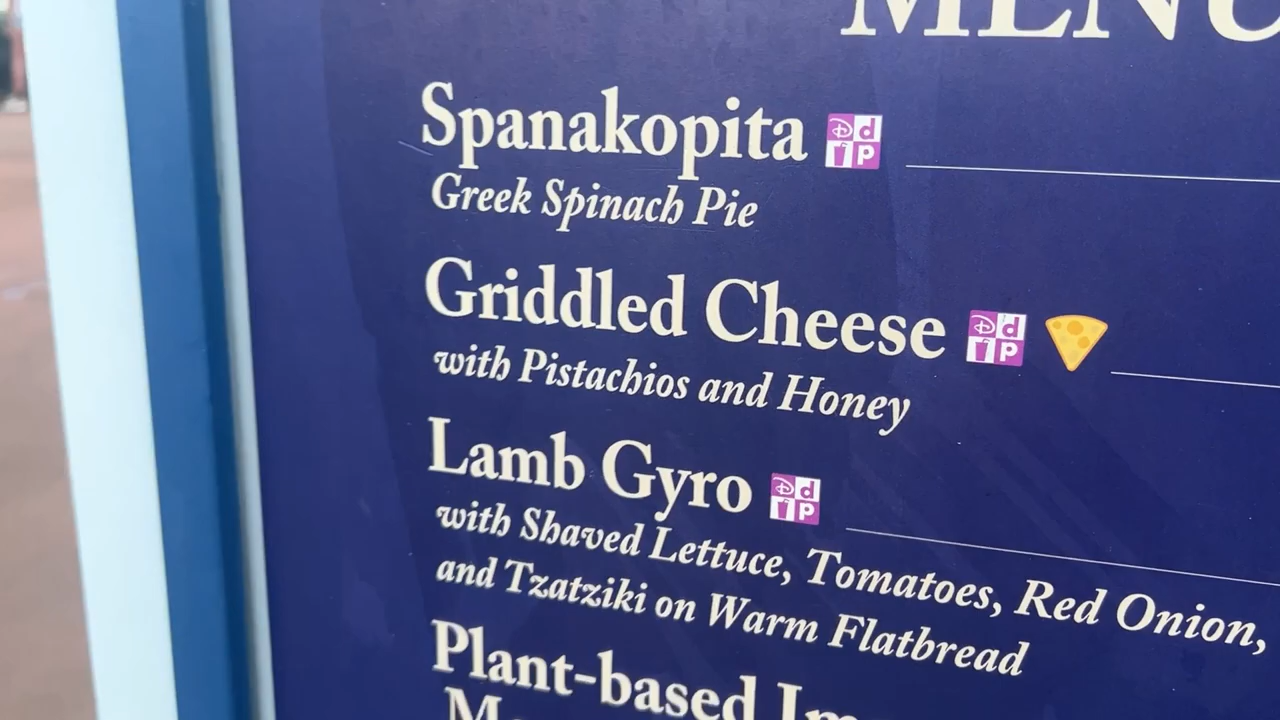 MENU
Spanakopita
Greek Spinach Pie
Griddled Cheese
with Pistachios and Honey
Lamb Gyro
with Shaved Lettuce, Tomatoes, Red Onion,
and Tzatziki on Warm Flatbread
Plant-based